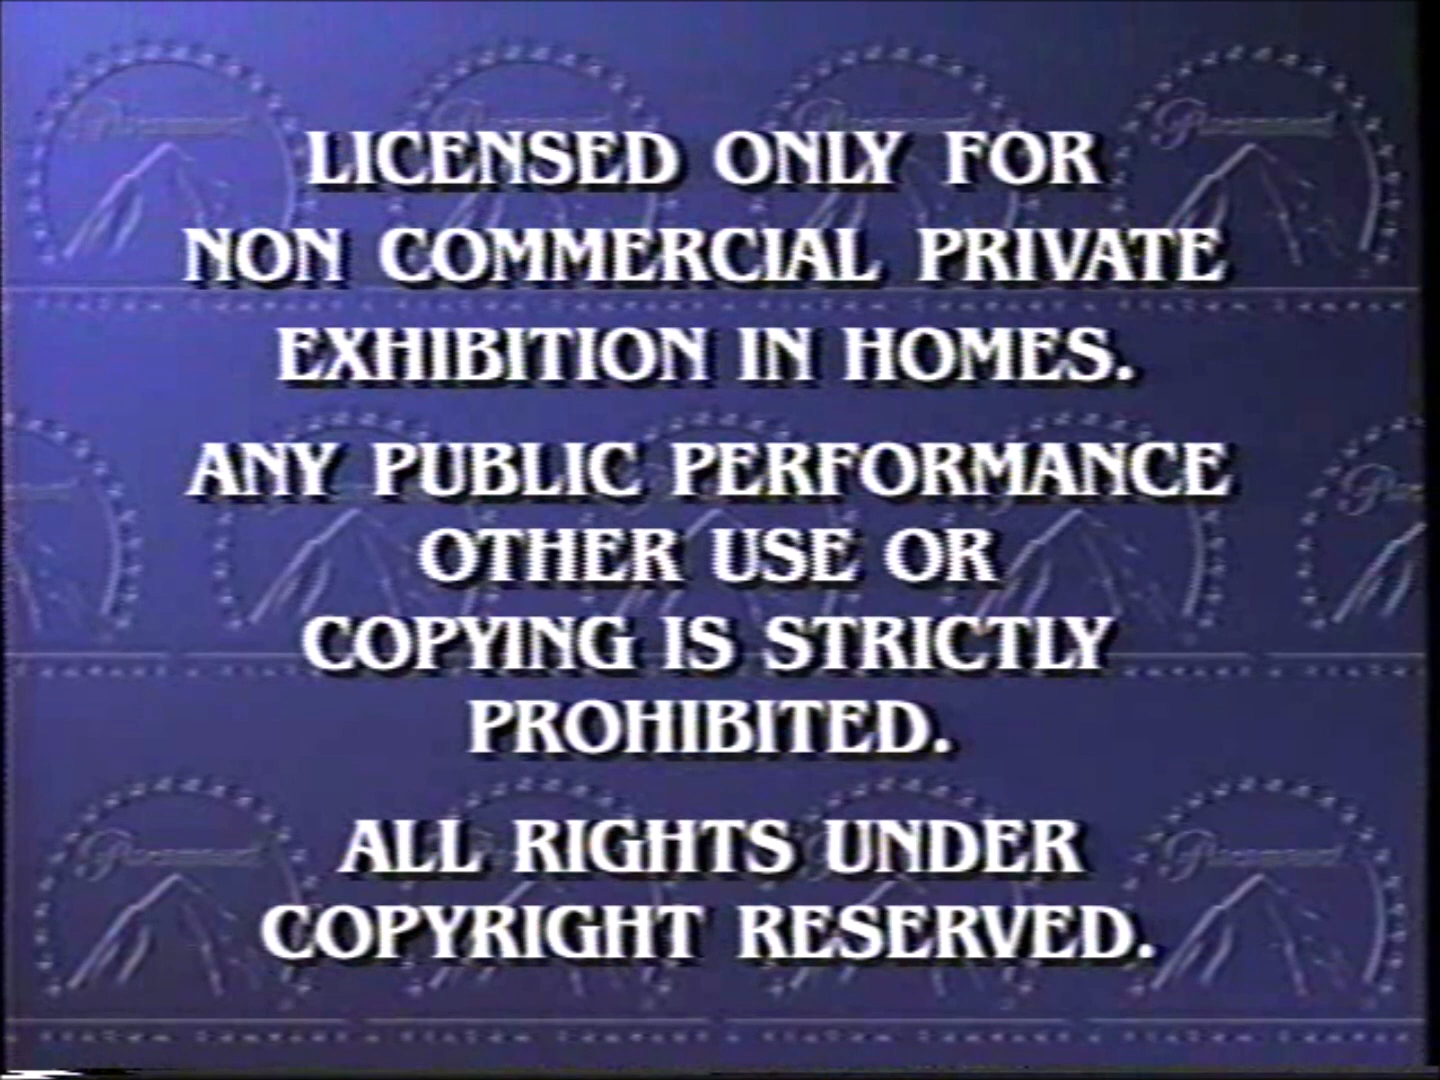 LICENSED ONLY FOR
NON COMMERCIAL PRIVATE
EXHIBITION IN HOMES.
ANY PUBLIC PERFORMANCE
OTHER USE OR
COPYING IS STRICTLY
PROHIBITED.
ALL RIGHTS UNDER
COPYRIGHT RESERVED.
Paramount